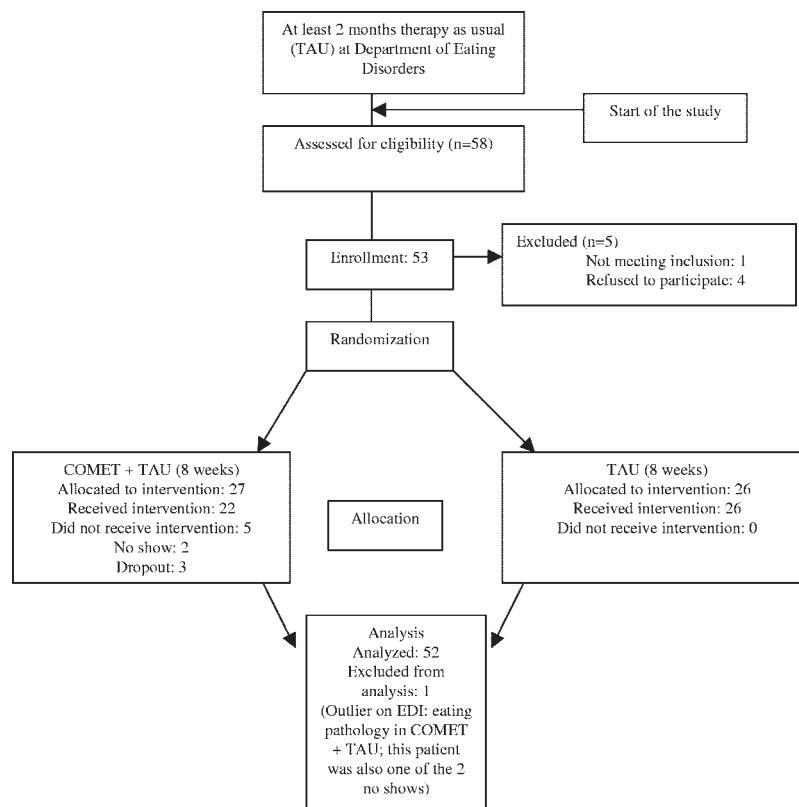 At least 2 months therapy as usual
(TAU) at Department of Eating
Disorders
Start of the study
Assessed for eligibility (n=58)
Enrollment: 53
Excluded (n=5)
Not meeting inclusion: 1
Refused to participate: 4
Randomization
COMET + TAU (8 weeks)
Allocated to intervention: 27
Received intervention: 22
Did not receive intervention: 5
No show: 2
Dropout: 3
Allocation
TAU (8 weeks)
Allocated to intervention: 26
Received intervention: 26
Did not receive intervention: 0
Analysis
Analyzed: 52
Excluded from
analysis: 1
(Outlier on EDI: eating
pathology in COMET
+ TAU; this patient
was also one of the 2
no shows)